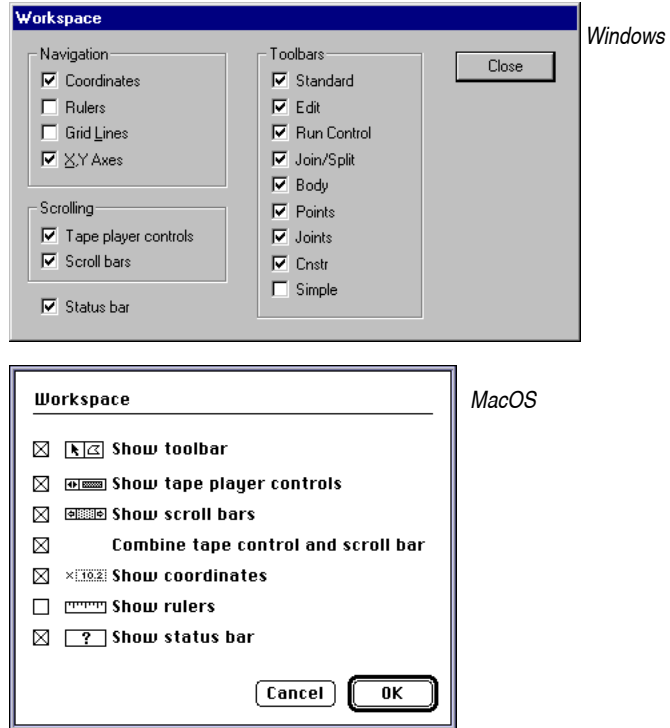 Workspace
Windows
Navigation
Coordinates
Rulers
Grid Lines
X,Y Axes
Scrolling
Tape player controls
Scroll bars
Status bar
Toolbars
Standard
Edit
Run Control
Join/Split
Body
Points
Joints
Cnstr
Simple
Close
MacOS
Workspace
Show toolbar
Show tape player controls
Show scroll bars
Combine tape control and scroll bar
×10.2 Show coordinates
Show rulers
? Show status bar
Cancel OK